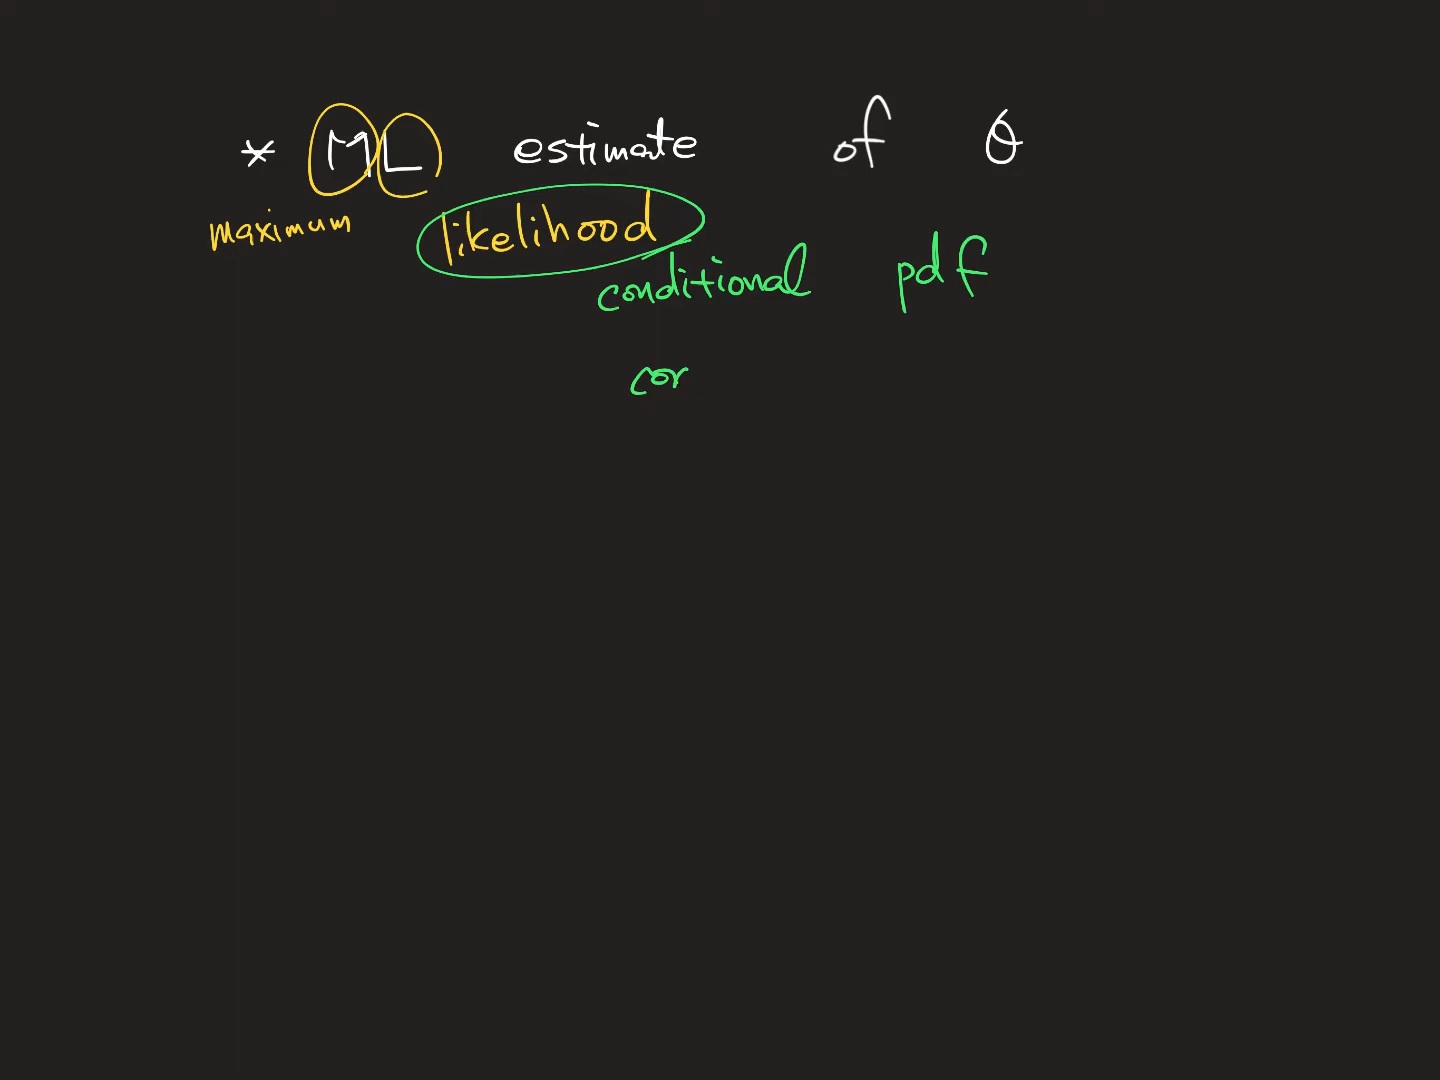 * ML estimate of θ
maximum likelihood
conditional pdf
cor